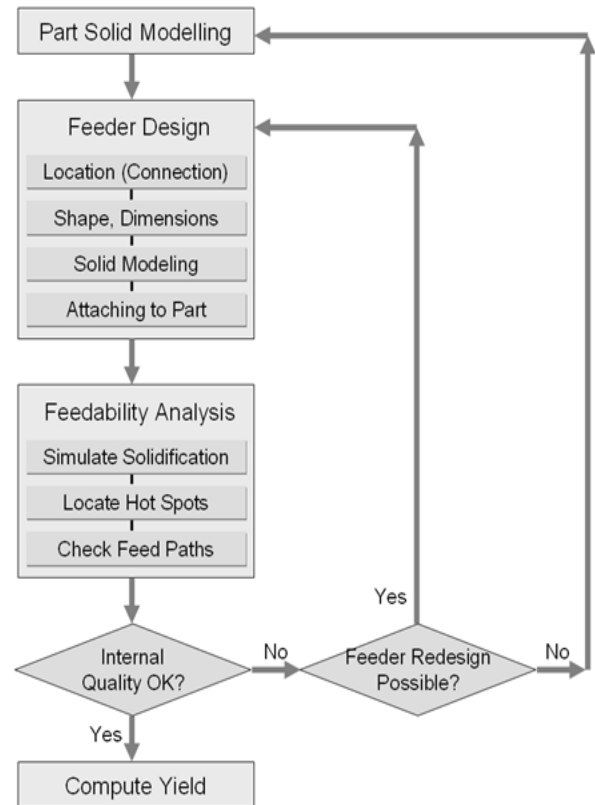 Part Solid Modelling
Feeder Design
Location (Connection)
Shape, Dimensions
Solid Modeling
Attaching to Part
Feedability Analysis
Simulate Solidification
Locate Hot Spots
Check Feed Paths
Internal
Quality OK?
No
Yes
Feeder Redesign
Possible?
Yes
No
Compute Yield